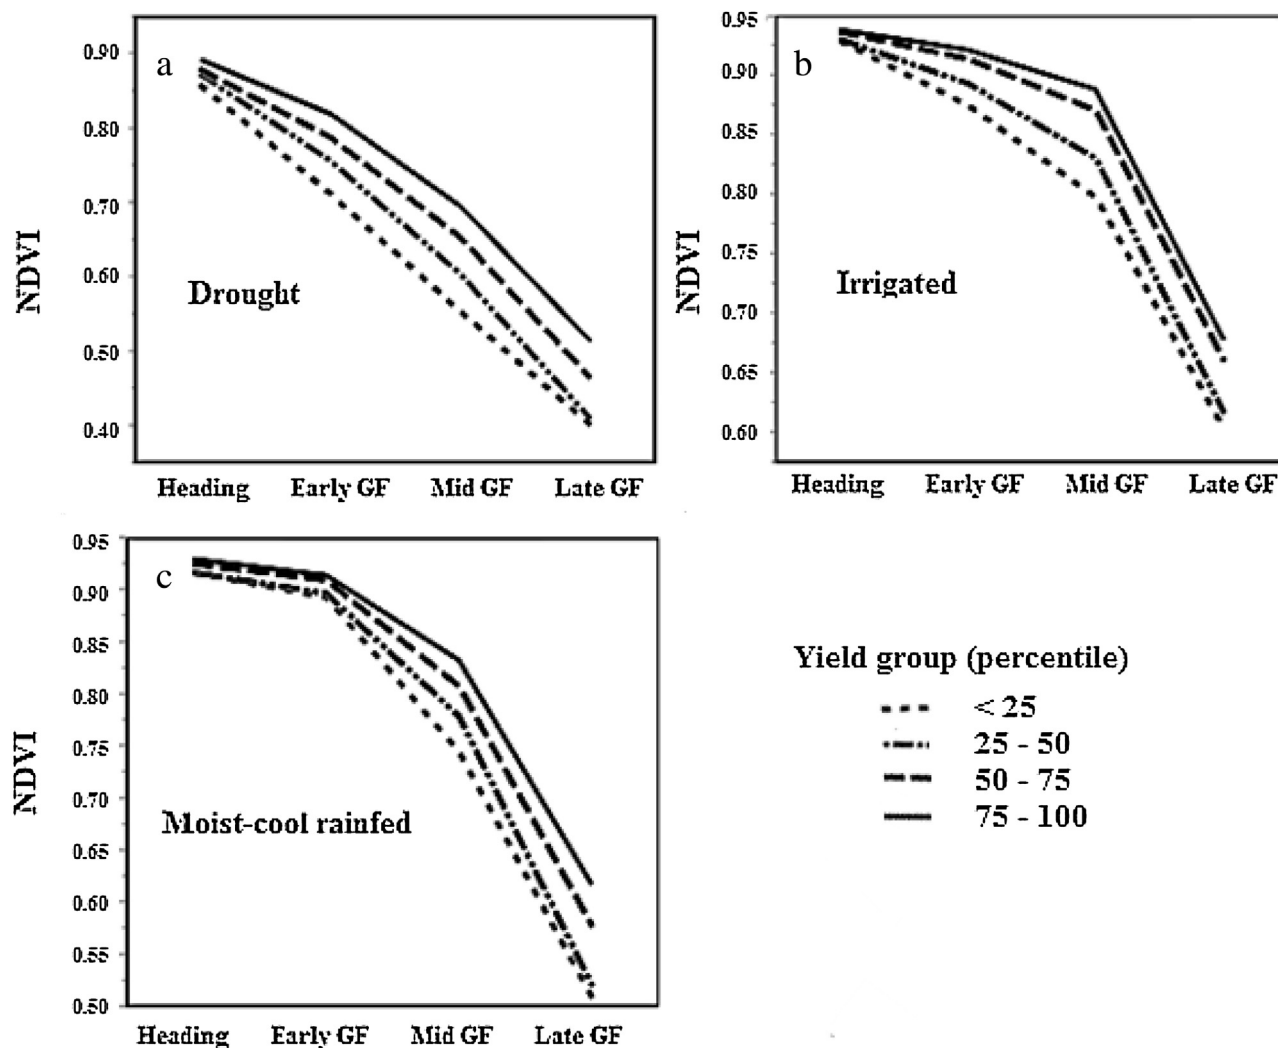 a
0.90
0.80
0.70
0.60
0.50
0.40
NDVI
Drought
Heading Early GF Mid GF Late GF
b
0.95
0.90
0.85
0.80
0.75
0.70
0.65
0.60
NDVI
Irrigated
Heading Early GF Mid GF Late GF
c
0.95
0.90
0.85
0.80
0.75
0.70
0.65
0.60
0.55
0.50
NDVI
Moist-cool rainfed
Heading Early GF Mid GF Late GF
Yield group (percentile)
< 25
25 - 50
50 - 75
75 - 100